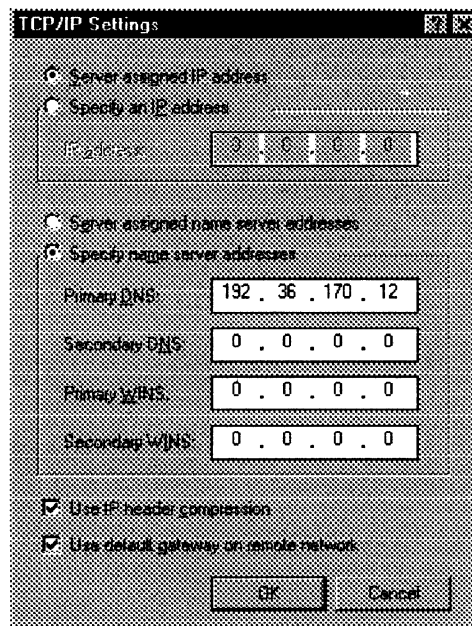 TCP/IP Settings
Server assigned IP address
Specify an IP address
IP address: 0 . 0 . 0 . 0
Server assigned name server addresses
Specify name server addresses
Primary DNS: 192 . 36 . 170 . 12
Secondary DNS: 0 . 0 . 0 . 0
Primary WINS: 0 . 0 . 0 . 0
Secondary WINS: 0 . 0 . 0 . 0
Use IP header compression
Use default gateway on remote network
OK Cancel